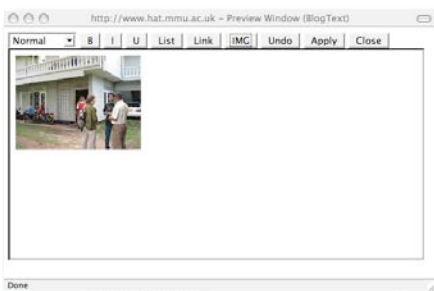 http://www.hat.mmu.ac.uk – Preview Window (BlogText)
Normal B I U List Link IMG Undo Apply Close
Done